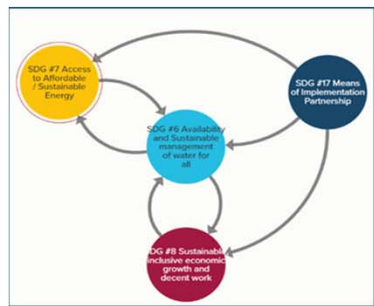 SDG #7 Access
to Affordable
/ Sustainable
Energy
SDG #17 Means
of Implementation
Partnership
SDG #6 Availability
and Sustainable
management
of water for
all
DG #8 Sustainable
inclusive economic
growth and
decent work